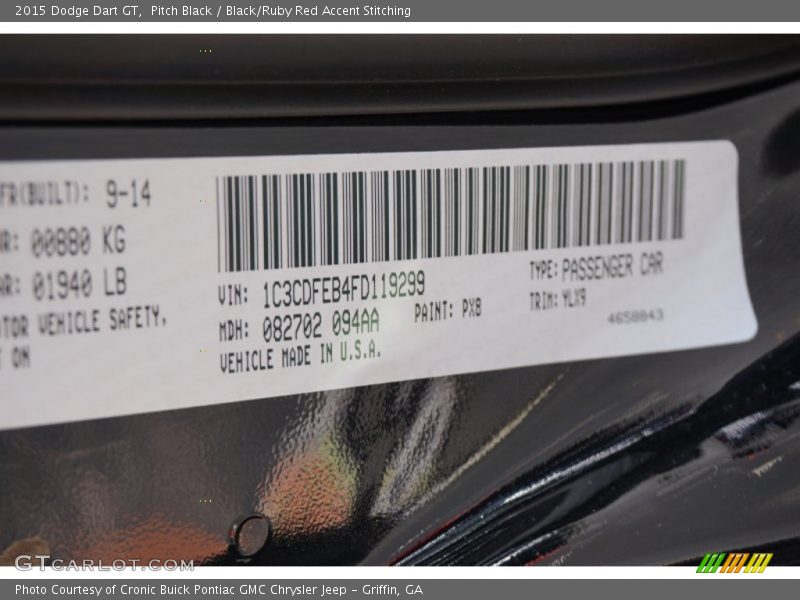 2015 Dodge Dart GT, Pitch Black / Black/Ruby Red Accent Stitching
FR(BUILT): 9-14
R: 00880 KG
AR: 01940 LB
OTOR VEHICLE SAFETY,
ON
VIN: 1C3CDFEB4FD119299
MDH: 082702 094AA
PAINT: PX8
VEHICLE MADE IN U.S.A.
TYPE: PASSENGER CAR
TRIM: YLX9
4658843
GTCARLOT.COM
Photo Courtesy of Cronic Buick Pontiac GMC Chrysler Jeep - Griffin, GA